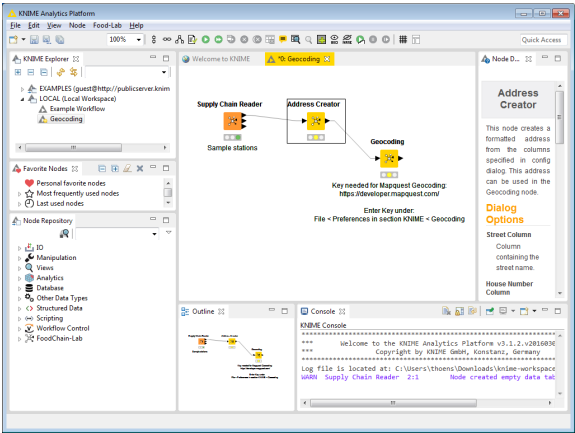 KNIME Analytics Platform
File Edit View Node Food-Lab Help
100%
Quick Access
KNIME Explorer
EXAMPLES (guest@http://publicserver.knim
LOCAL (Local Workspace)
Example Workflow
Geocoding
Favorite Nodes
Personal favorite nodes
Most frequently used nodes
Last used nodes
Node Repository
IO
Manipulation
Views
Analytics
Database
Other Data Types
Structured Data
Scripting
Workflow Control
FoodChain-Lab
Welcome to KNIME
*0: Geocoding
Supply Chain Reader
Sample stations
Address Creator
Geocoding
Key needed for Mapquest Geocoding:
https://developer.mapquest.com/
Enter Key under:
File < Preferences in section KNIME < Geocoding
Node D...
Address
Creator
This node creates a
formatted address
from the columns
specified in config
dialog. This address
can be used in the
Geocoding node.
Dialog
Options
Street Column
Column
containing the
street name.
House Number
Column
Outline
Console
KNIME Console
*** Welcome to the KNIME Analytics Platform v3.1.2.v2016030
*** Copyright by KNIME GmbH, Konstanz, Germany
Log file is located at: C:\Users\thoens\Downloads\knime-workspace
WARN Supply Chain Reader 2:1 Node created empty data tab